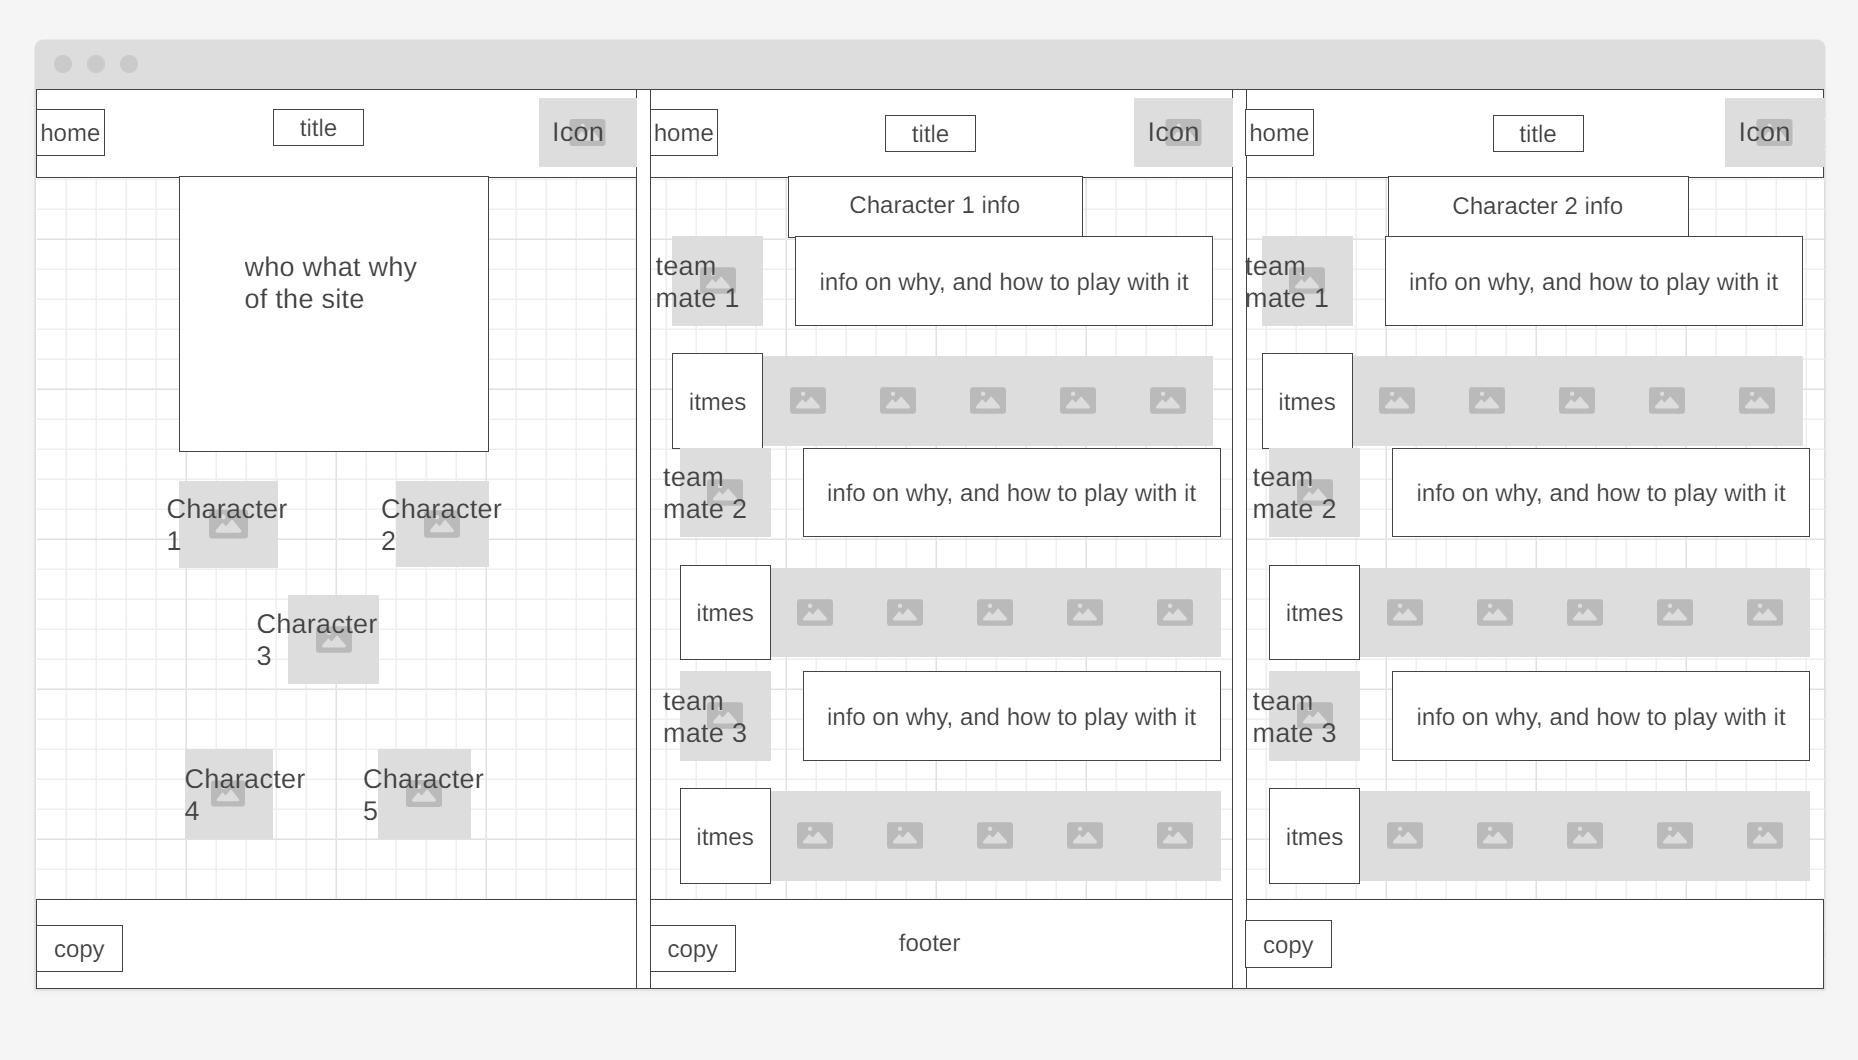 home
title
Icon
who what why
of the site
Character
1
Character
2
Character
3
Character
4
Character
5
copy
home
title
Icon
Character 1 info
team
mate 1
info on why, and how to play with it
itmes
team
mate 2
info on why, and how to play with it
itmes
team
mate 3
info on why, and how to play with it
itmes
copy
footer
home
title
Icon
Character 2 info
team
mate 1
info on why, and how to play with it
itmes
team
mate 2
info on why, and how to play with it
itmes
team
mate 3
info on why, and how to play with it
itmes
copy